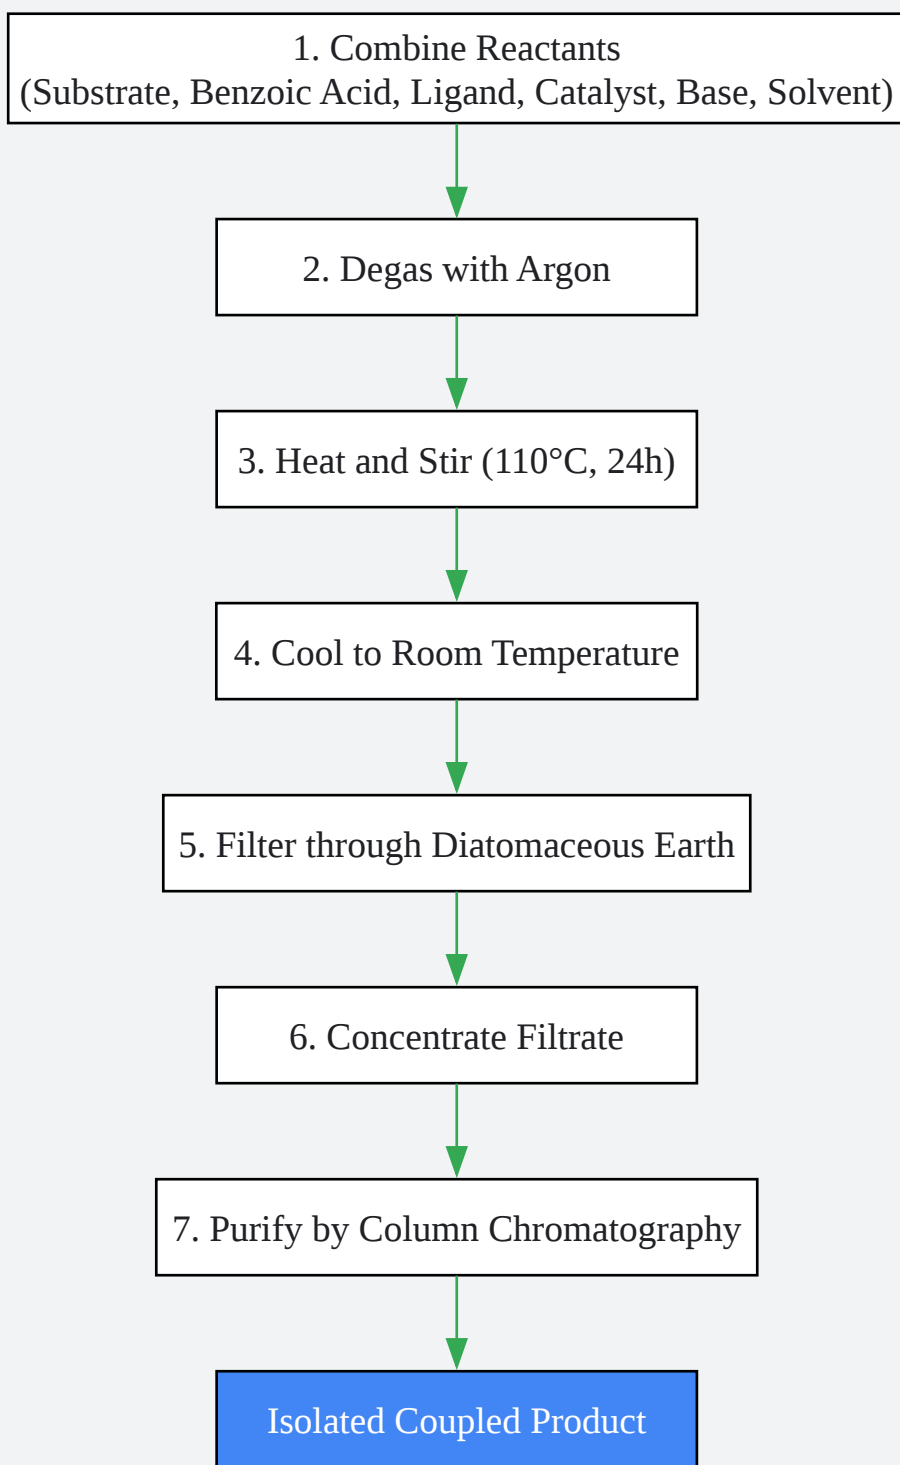 1. Combine Reactants
(Substrate, Benzoic Acid, Ligand, Catalyst, Base, Solvent)
2. Degas with Argon
3. Heat and Stir (110°C, 24h)
4. Cool to Room Temperature
5. Filter through Diatomaceous Earth
6. Concentrate Filtrate
7. Purify by Column Chromatography
Isolated Coupled Product